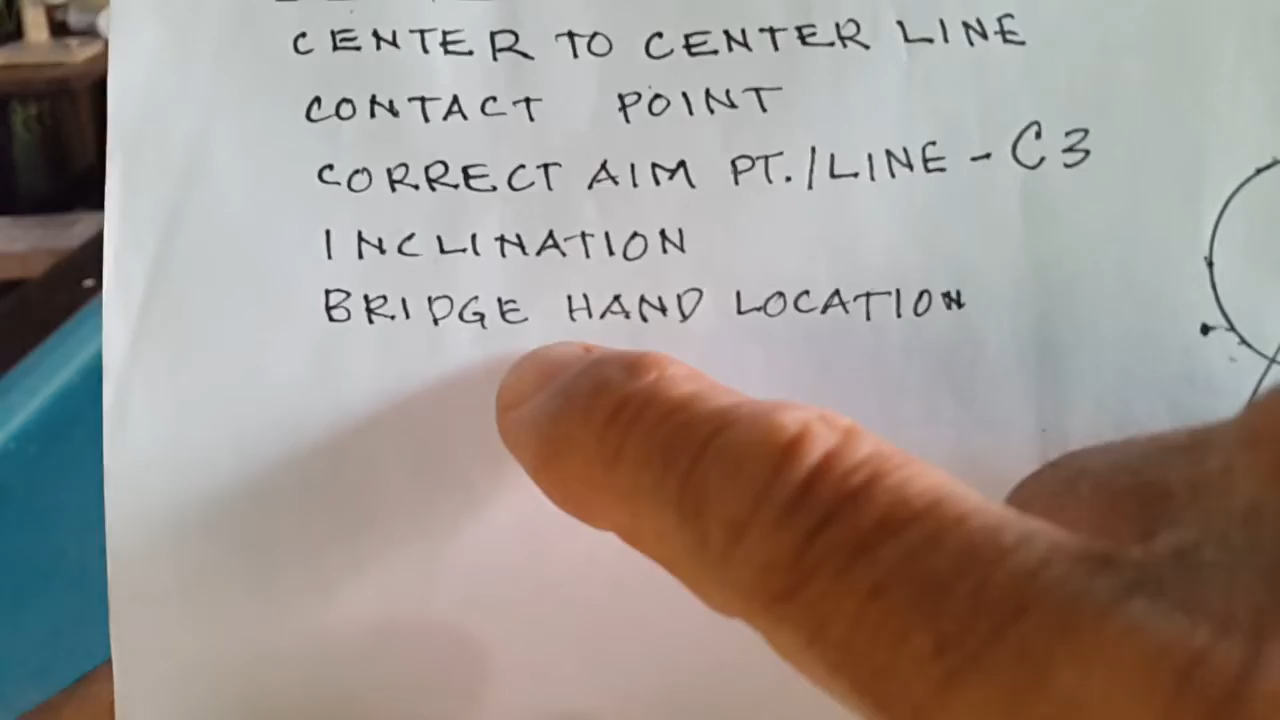 CENTER TO CENTER LINE
CONTACT POINT
CORRECT AIM PT./LINE - C3
INCLINATION
BRIDGE HAND LOCATION